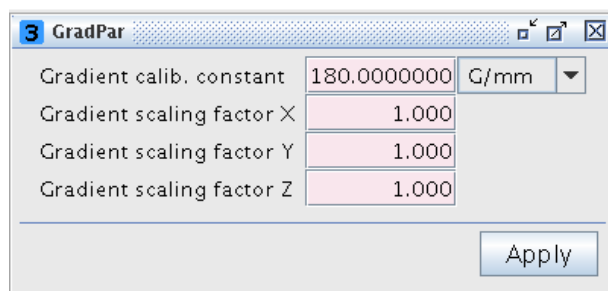 3 GradPar
Gradient calib. constant 180.0000000 G/mm
Gradient scaling factor X 1.000
Gradient scaling factor Y 1.000
Gradient scaling factor Z 1.000
Apply